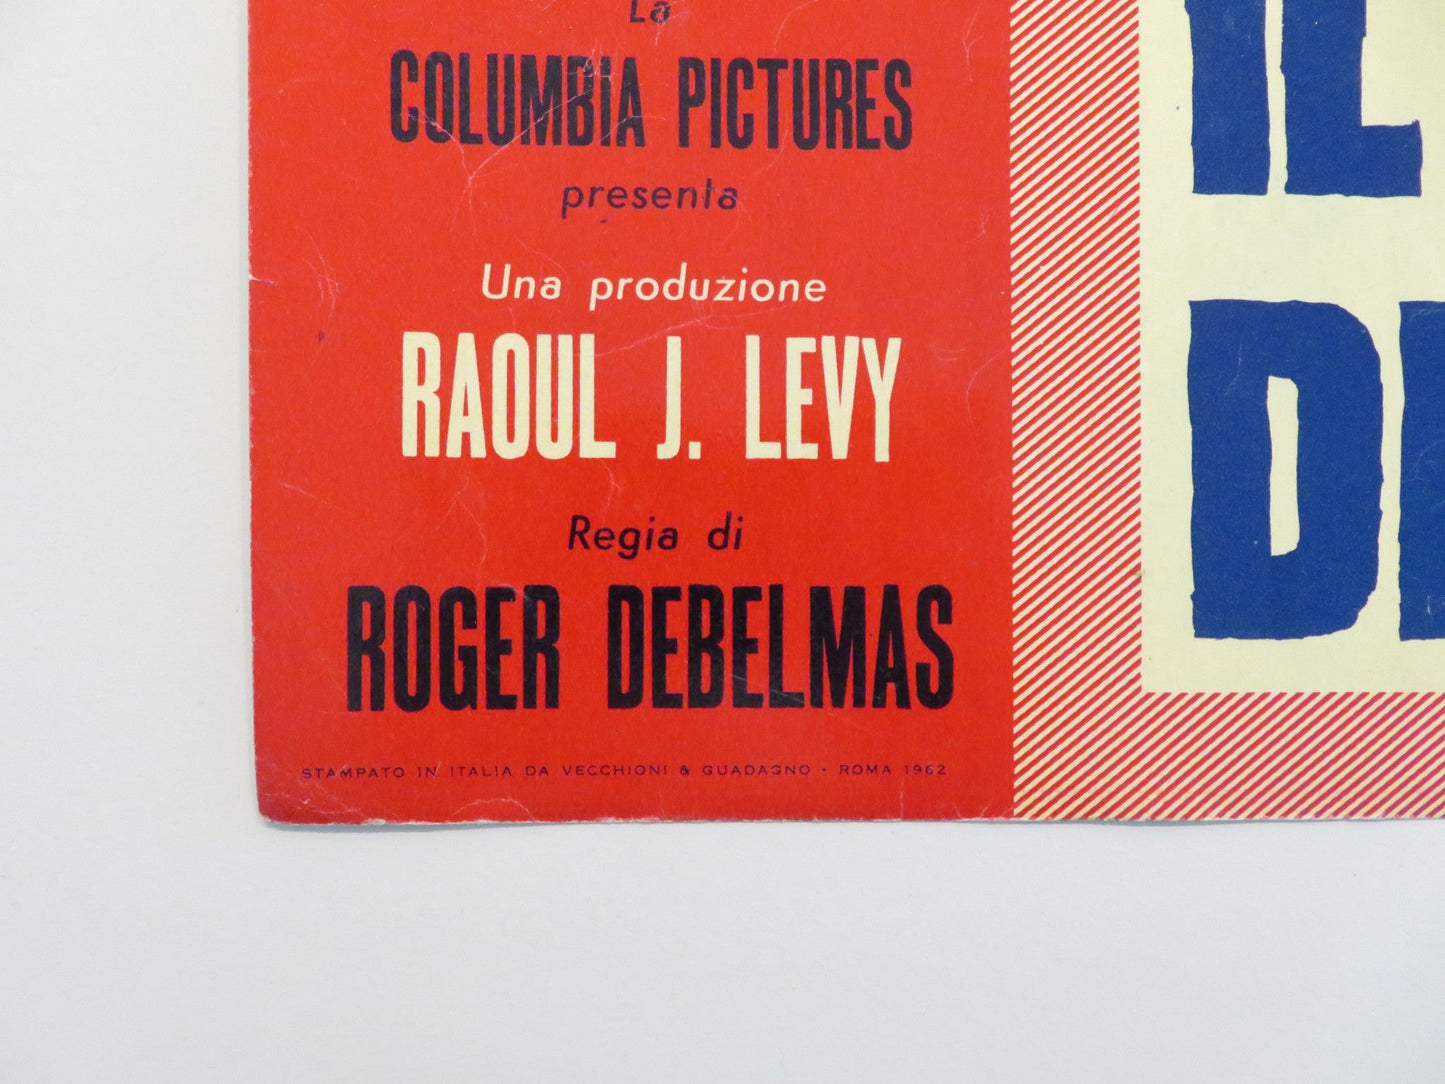 La
COLUMBIA PICTURES
presenta
Una produzione
RAOUL J. LEVY
Regia di
ROGER DEBELMAS
STAMPATO IN ITALIA DA VECCHIONI & GUADAGNO - ROMA 1962
IL